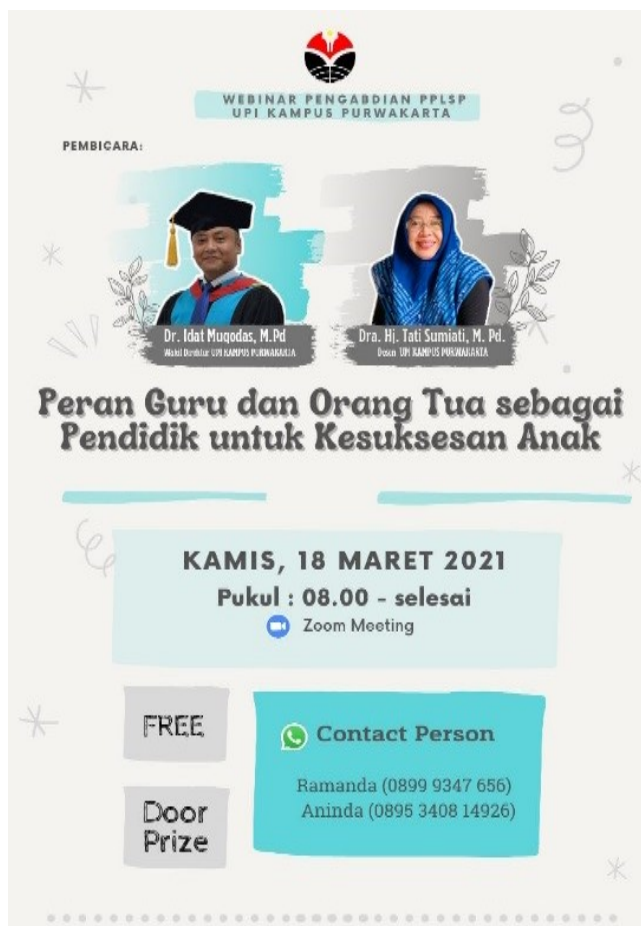 WEBINAR PENGABDIAN PPLSP
UPI KAMPUS PURWAKARTA
PEMBICARA:
Dr. Idat Muqodas, M.Pd
Wakil Direktur UPI KAMPUS PURWAKARTA
Dra. Hj. Tati Sumiati, M. Pd.
Dosen UPI KAMPUS PURWAKARTA
Peran Guru dan Orang Tua sebagai
Pendidik untuk Kesuksesan Anak
KAMIS, 18 MARET 2021
Pukul : 08.00 - selesai
Zoom Meeting
FREE
Door
Prize
Contact Person
Ramanda (0899 9347 656)
Aninda (0895 3408 14926)